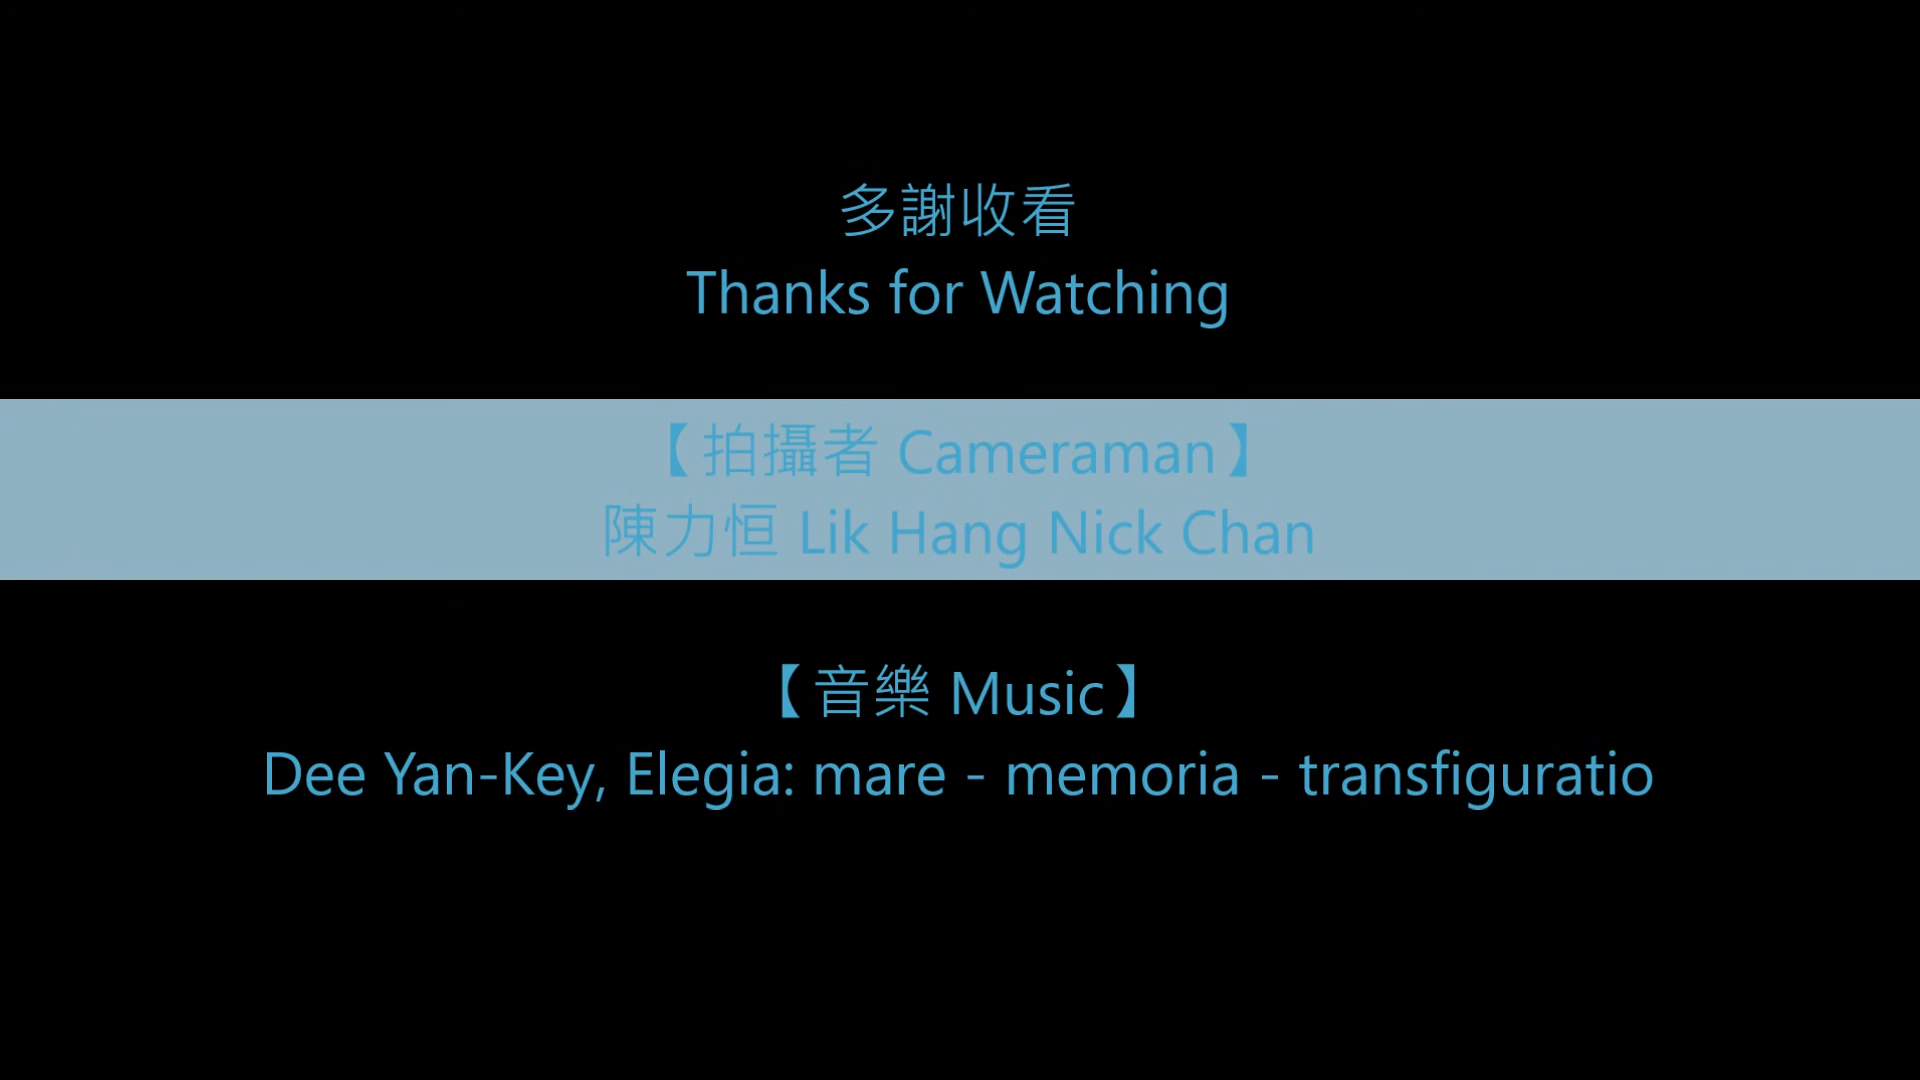 多謝收看
Thanks for Watching
【拍攝者 Cameraman】
陳力恒 Lik Hang Nick Chan
【音樂 Music】
Dee Yan-Key, Elegia: mare - memoria - transfiguratio